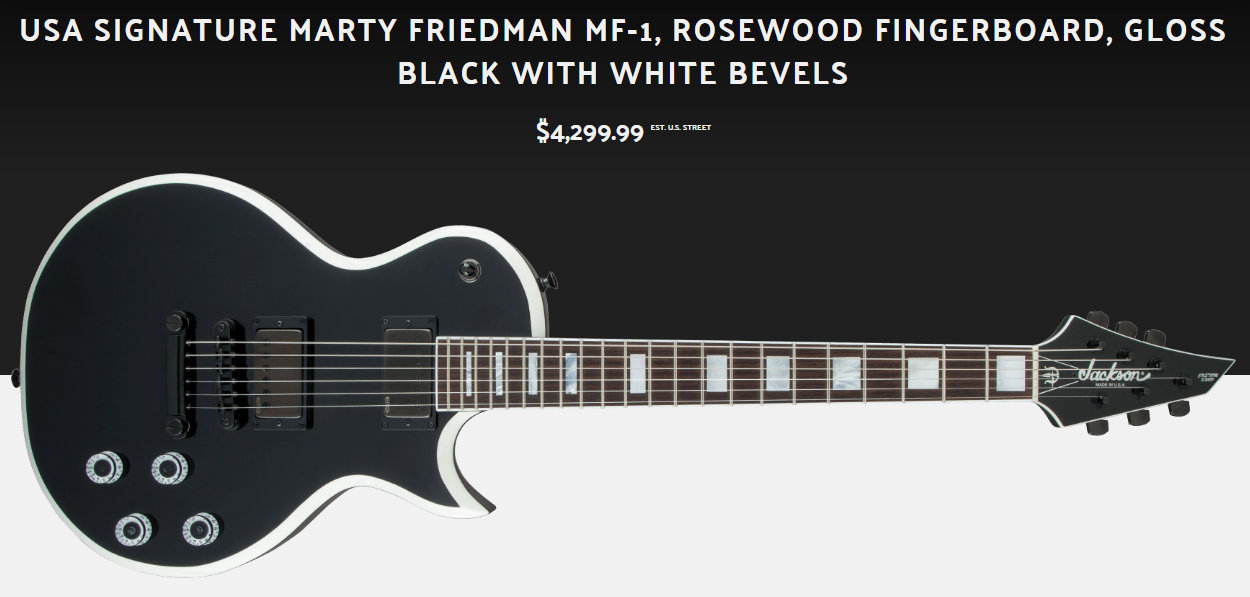 USA SIGNATURE MARTY FRIEDMAN MF-1, ROSEWOOD FINGERBOARD, GLOSS
BLACK WITH WHITE BEVELS
$4,299.99 EST. U.S. STREET
Jackson
MADE IN U.S.A.